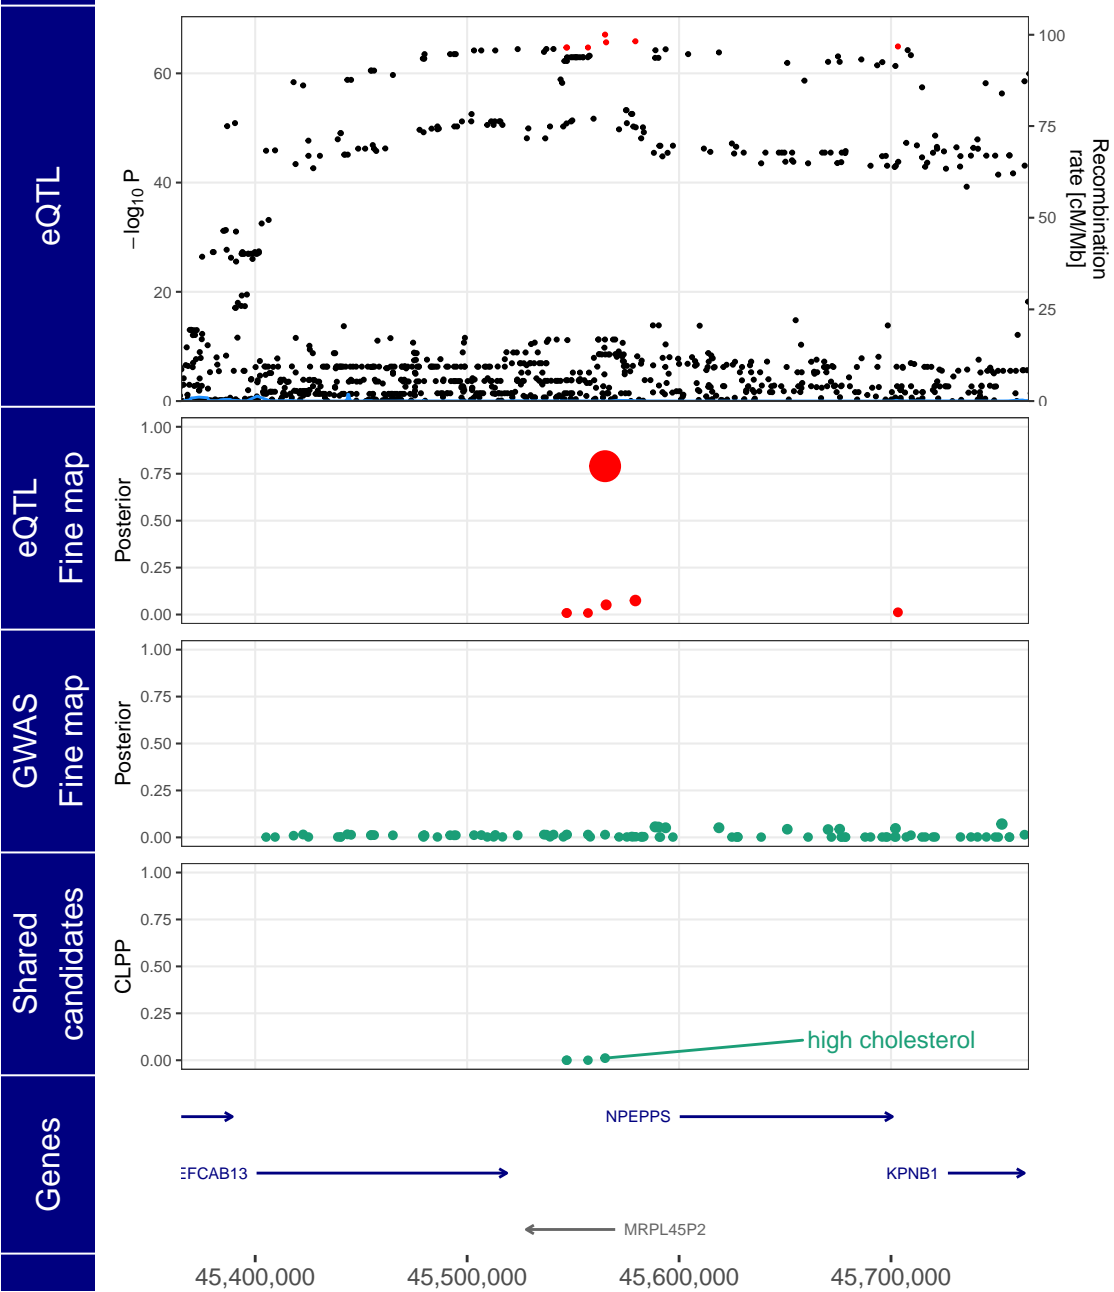 eQTL
−log10 P
60
40
20
0
100
75
50
25
0
Recombination
rate [cM/Mb]
eQTL
Fine map
Posterior
1.00
0.75
0.50
0.25
0.00
GWAS
Fine map
Posterior
1.00
0.75
0.50
0.25
0.00
Shared
candidates
CLPP
1.00
0.75
0.50
0.25
0.00
high cholesterol
Genes
NPEPPS
EFCAB13
KPNB1
MRPL45P2
45,400,000
45,500,000
45,600,000
45,700,000